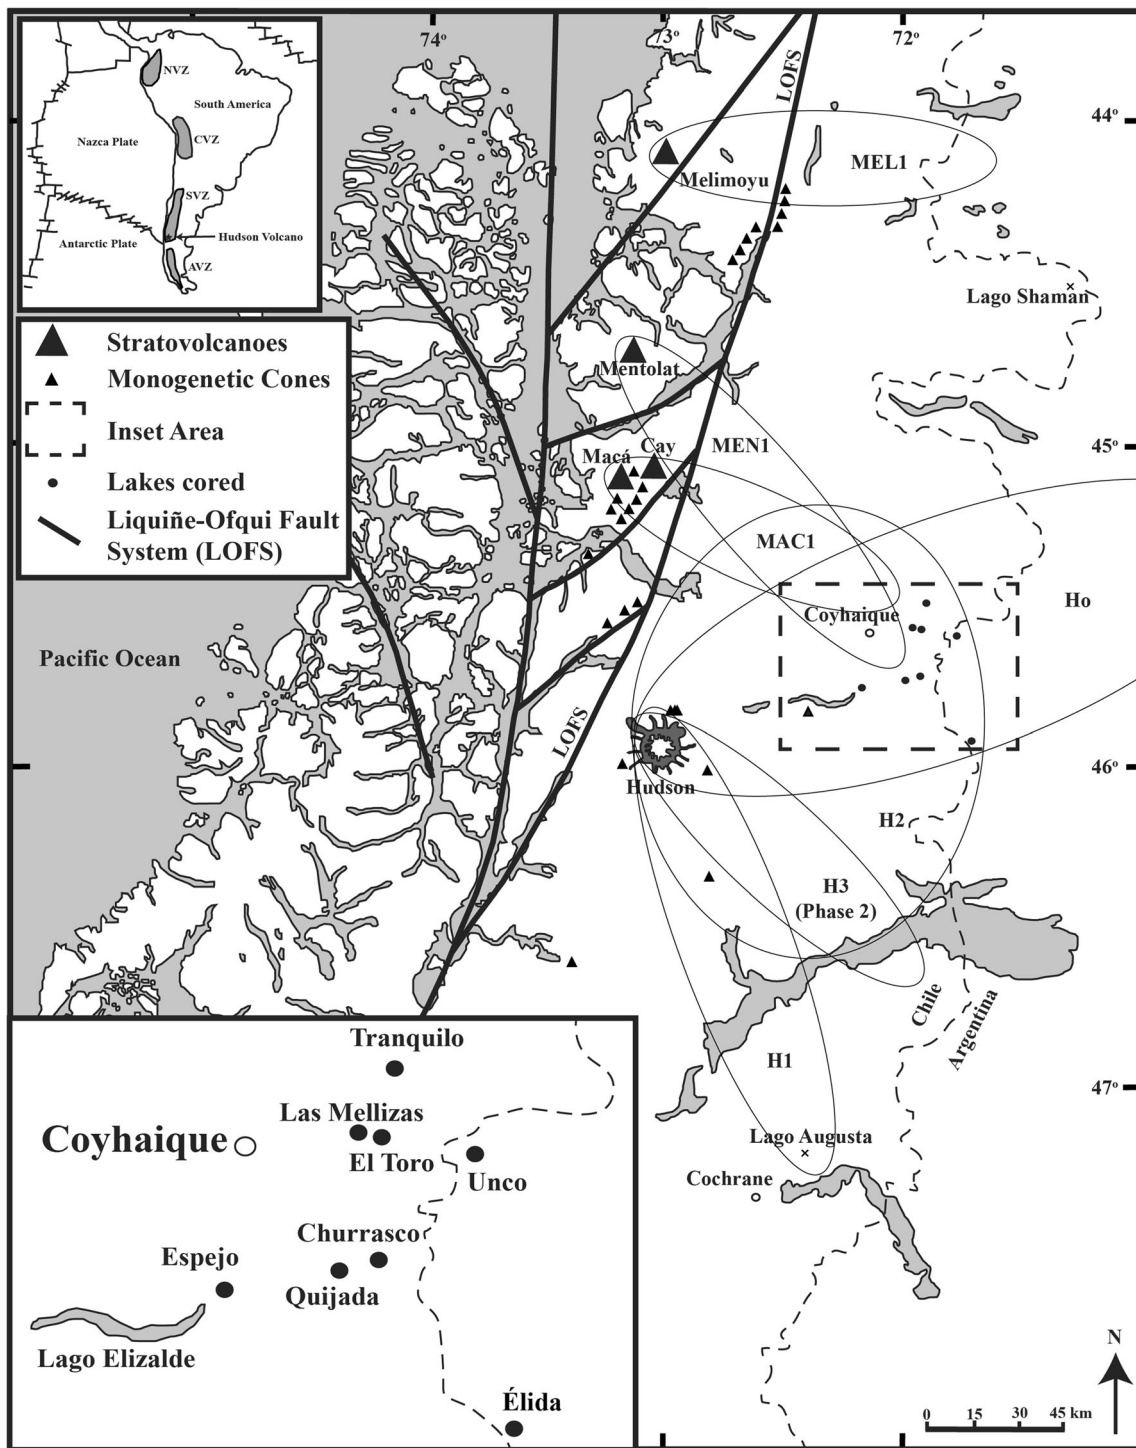 74°
73°
72°
44°
45°
46°
47°
NVZ
South America
Nazca Plate
CVZ
SVZ
Antarctic Plate
Hudson Volcano
AVZ
Stratovolcanoes
Monogenetic Cones
Inset Area
Lakes cored
Liquiñe-Ofqui Fault
System (LOFS)
LOFS
MEL1
Melimoyu
Lago Shaman
Mentolat
Cay
Macá
MEN1
MAC1
Coyhaique
Ho
Pacific Ocean
LOFS
Hudson
H2
H3
(Phase 2)
Chile
Argentina
H1
Lago Augusta
Cochrane
N
0 15 30 45 km
Tranquilo
Las Mellizas
Coyhaique
El Toro
Unco
Churrasco
Espejo
Quijada
Lago Elizalde
Élida